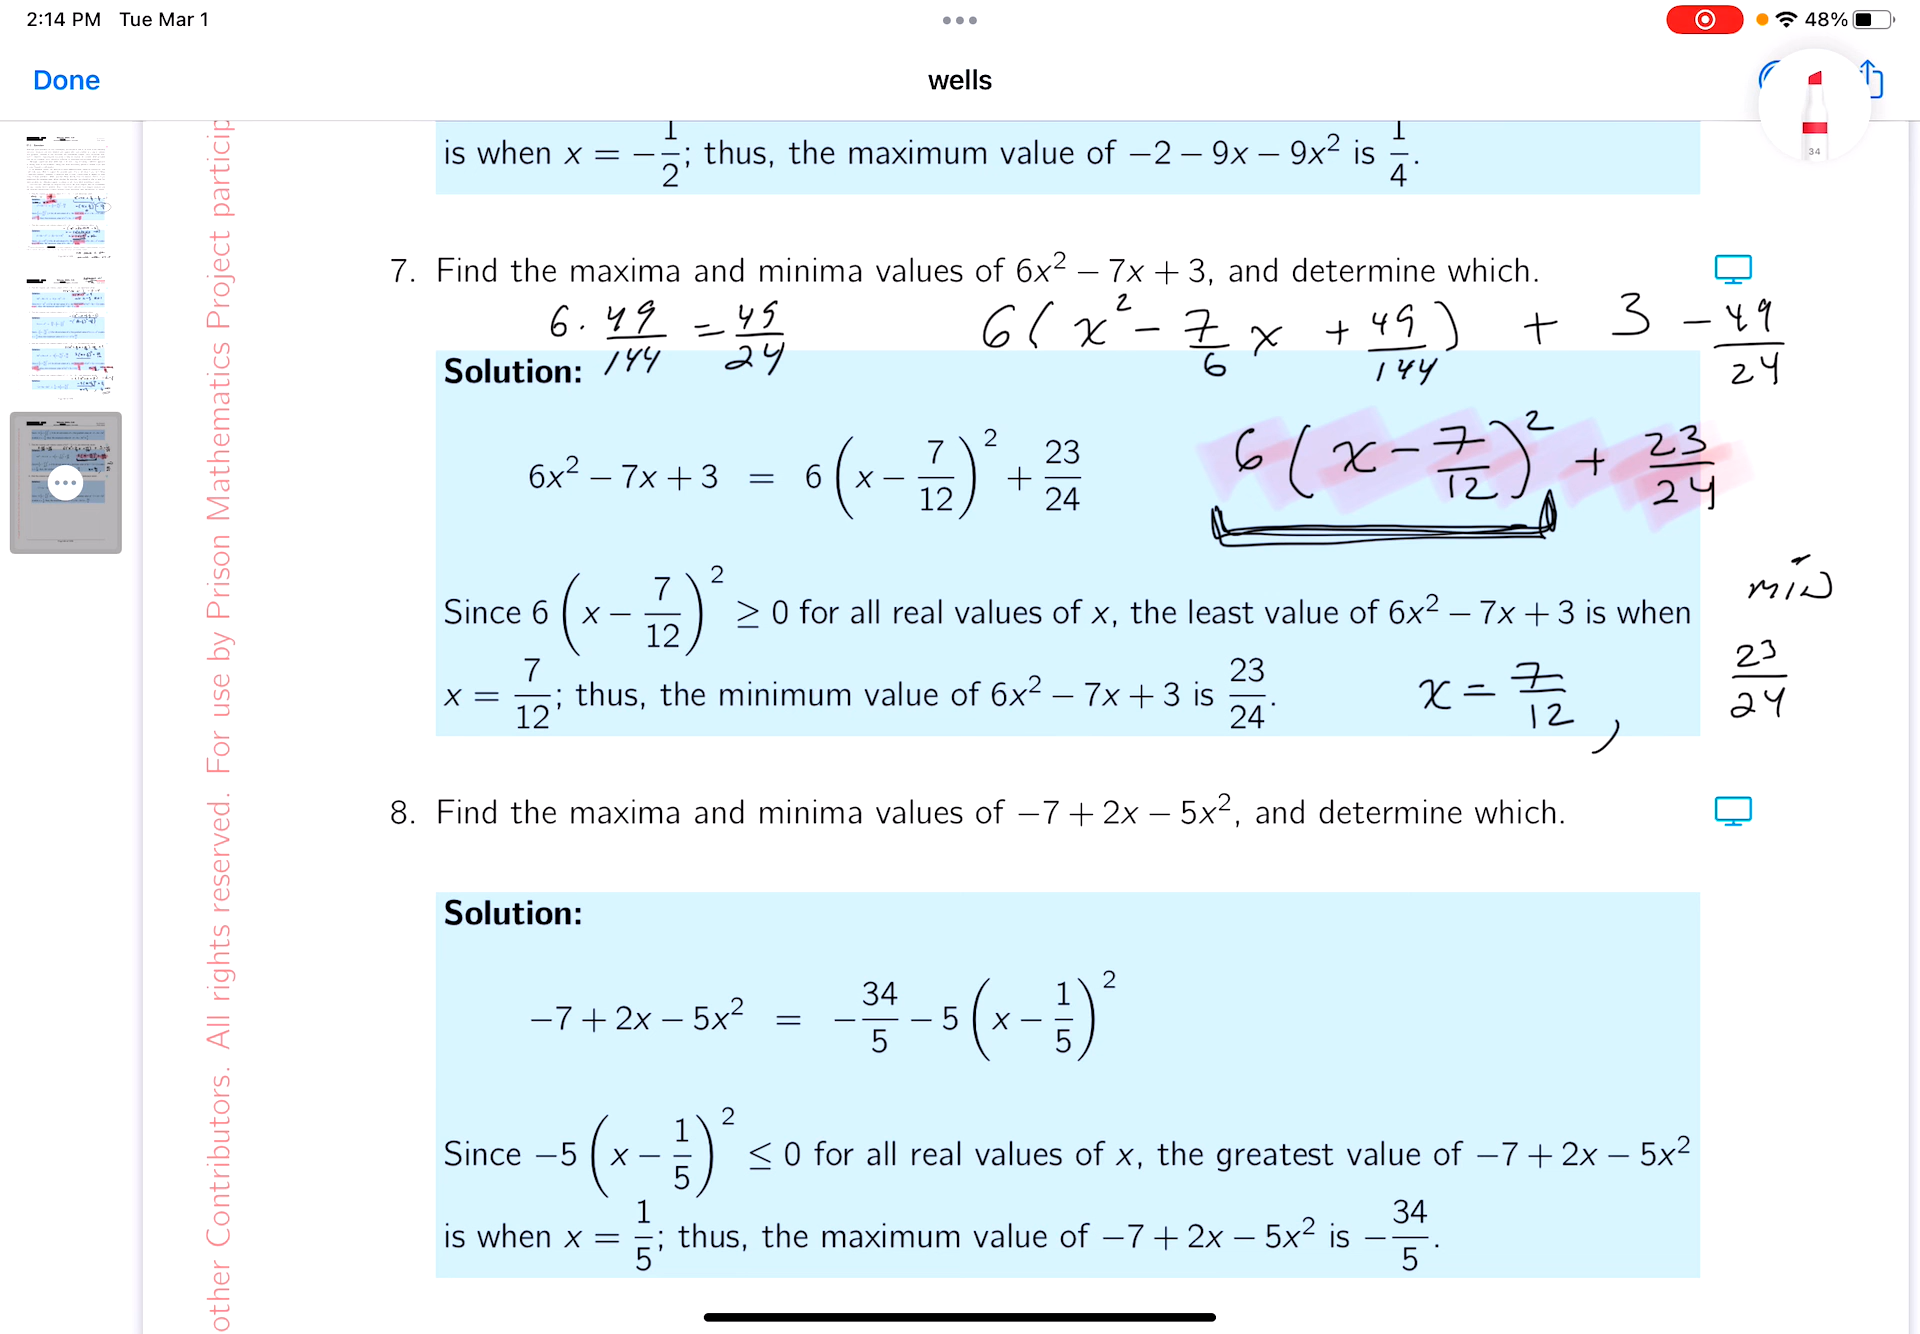 2:14 PM Tue Mar 1
48%
Done
wells
34
is when x = −1/2; thus, the maximum value of −2 − 9x − 9x² is 1/4.
7. Find the maxima and minima values of 6x² − 7x + 3, and determine which.
6 · 49/144 = 49/24
6(x² − 7/6 x + 49/144) + 3 − 49/24
Solution:
6x² − 7x + 3 = 6(x − 7/12)² + 23/24
6(x − 7/12)² + 23/24
min
Since 6(x − 7/12)² ≥ 0 for all real values of x, the least value of 6x² − 7x + 3 is when
x = 7/12; thus, the minimum value of 6x² − 7x + 3 is 23/24.
x = 7/12, 23/24
8. Find the maxima and minima values of −7 + 2x − 5x², and determine which.
Solution:
−7 + 2x − 5x² = −34/5 − 5(x − 1/5)²
Since −5(x − 1/5)² ≤ 0 for all real values of x, the greatest value of −7 + 2x − 5x²
is when x = 1/5; thus, the maximum value of −7 + 2x − 5x² is −34/5.
other Contributors. All rights reserved. For use by Prison Mathematics Project particip